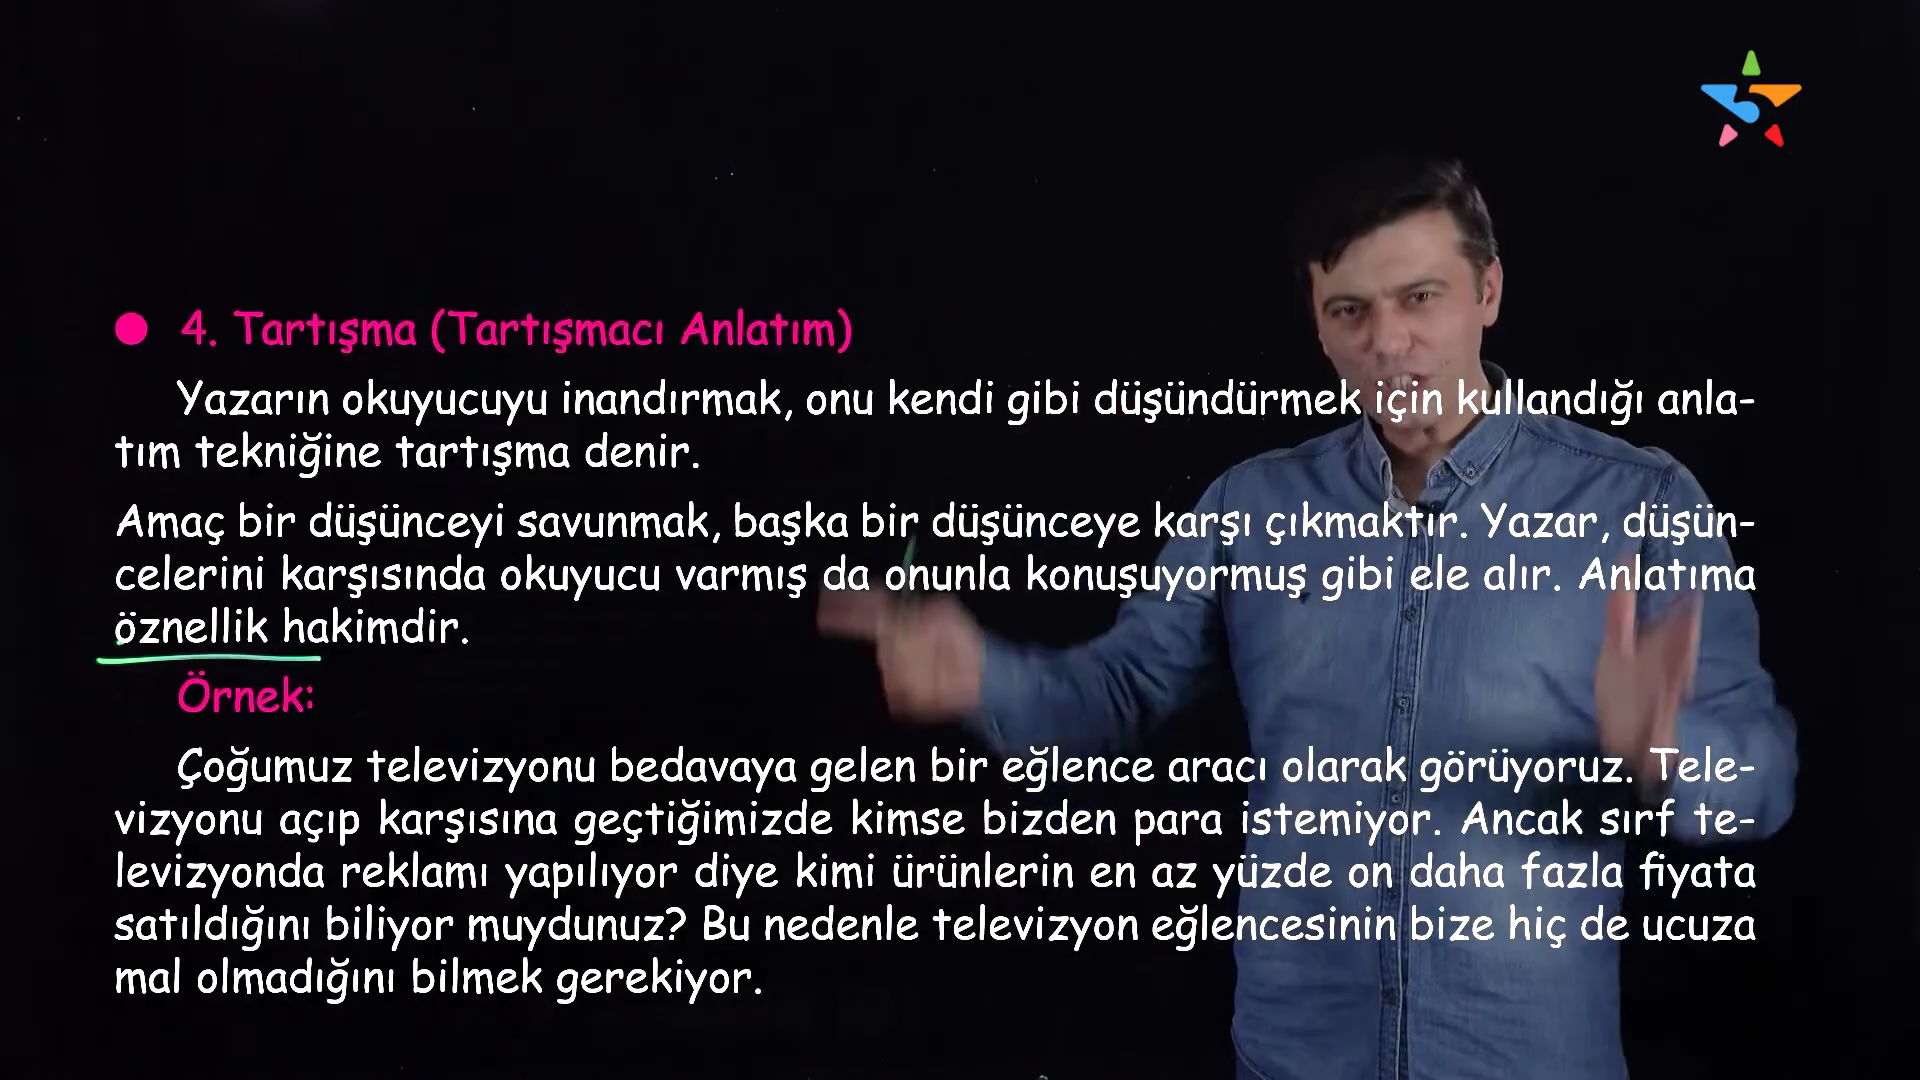 ● 4. Tartışma (Tartışmacı Anlatım)
Yazarın okuyucuyu inandırmak, onu kendi gibi düşündürmek için kullandığı anla-
tım tekniğine tartışma denir.
Amaç bir düşünceyi savunmak, başka bir düşünceye karşı çıkmaktır. Yazar, düşün-
celerini karşısında okuyucu varmış da onunla konuşuyormuş gibi ele alır. Anlatıma
öznellik hakimdir.
Örnek:
Çoğumuz televizyonu bedavaya gelen bir eğlence aracı olarak görüyoruz. Tele-
vizyonu açıp karşısına geçtiğimizde kimse bizden para istemiyor. Ancak sırf te-
levizyonda reklamı yapılıyor diye kimi ürünlerin en az yüzde on daha fazla fiyata
satıldığını biliyor muydunuz? Bu nedenle televizyon eğlencesinin bize hiç de ucuza
mal olmadığını bilmek gerekiyor.